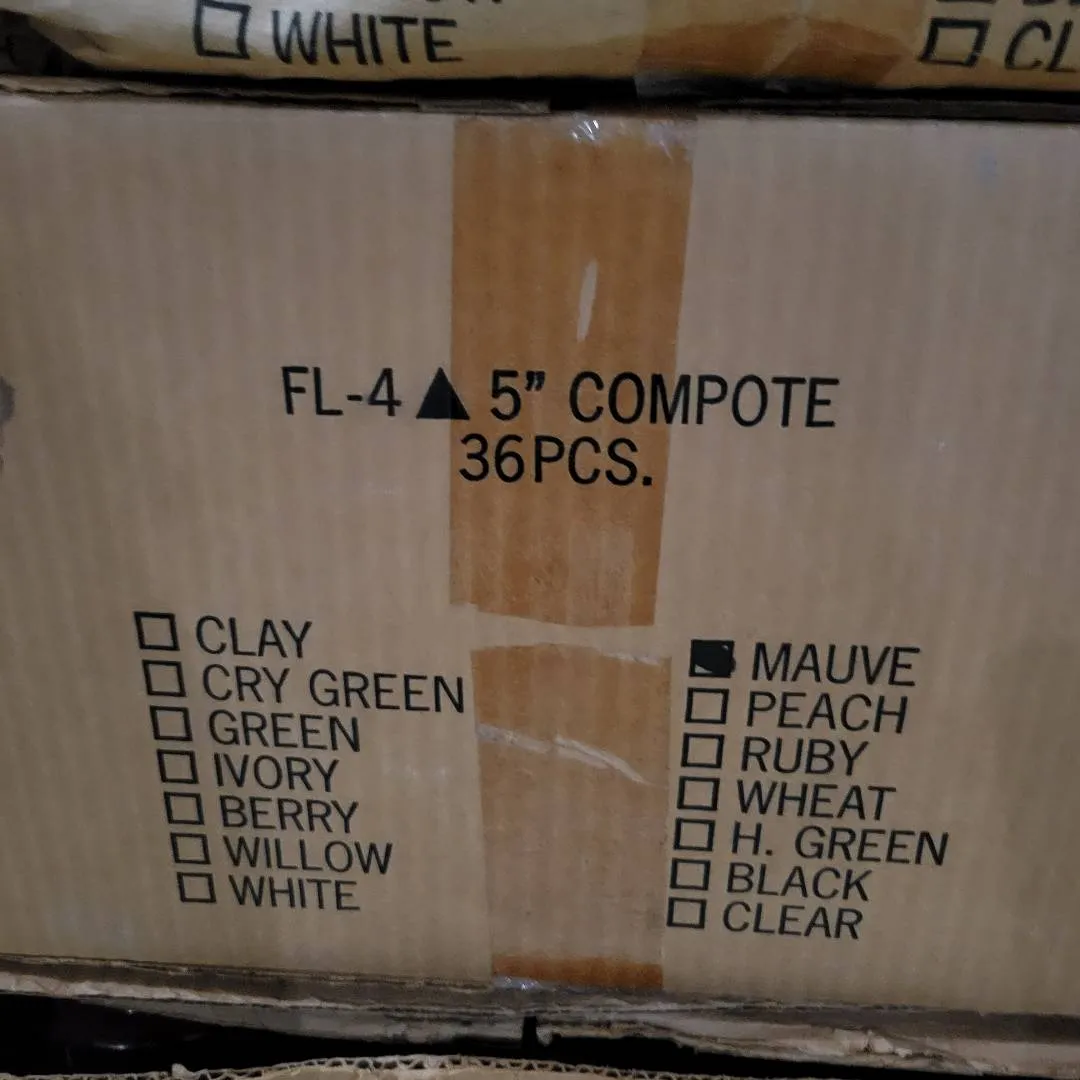 ☐ WHITE
☐ CL
FL-4 ▲ 5" COMPOTE
36PCS.
☐ CLAY
☐ CRY GREEN
☐ GREEN
☐ IVORY
☐ BERRY
☐ WILLOW
☐ WHITE
■ MAUVE
☐ PEACH
☐ RUBY
☐ WHEAT
☐ H. GREEN
☐ BLACK
☐ CLEAR